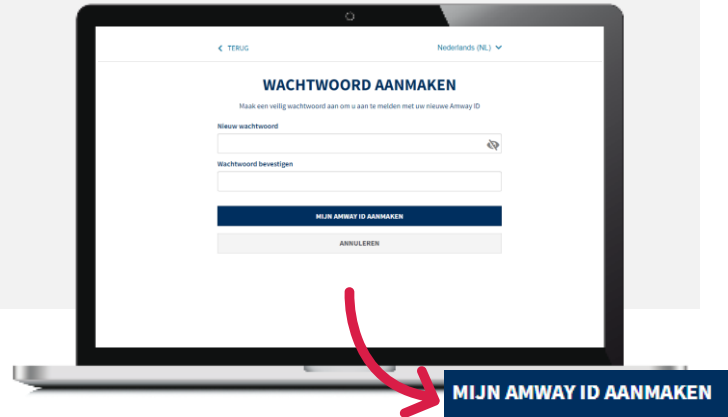 TERUG
Nederlands (NL)
WACHTWOORD AANMAKEN
Maak een veilig wachtwoord aan om u aan te melden met uw nieuwe Amway ID
Nieuw wachtwoord
Wachtwoord bevestigen
MIJN AMWAY ID AANMAKEN
ANNULEREN
MIJN AMWAY ID AANMAKEN